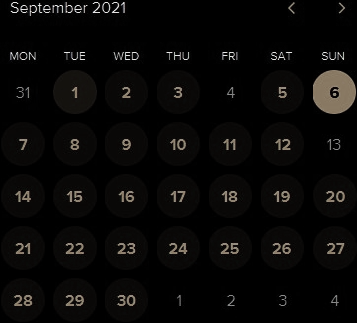 September 2021 < >
MON TUE WED THU FRI SAT SUN
31 1 2 3 4 5 6
7 8 9 10 11 12 13
14 15 16 17 18 19 20
21 22 23 24 25 26 27
28 29 30 1 2 3 4